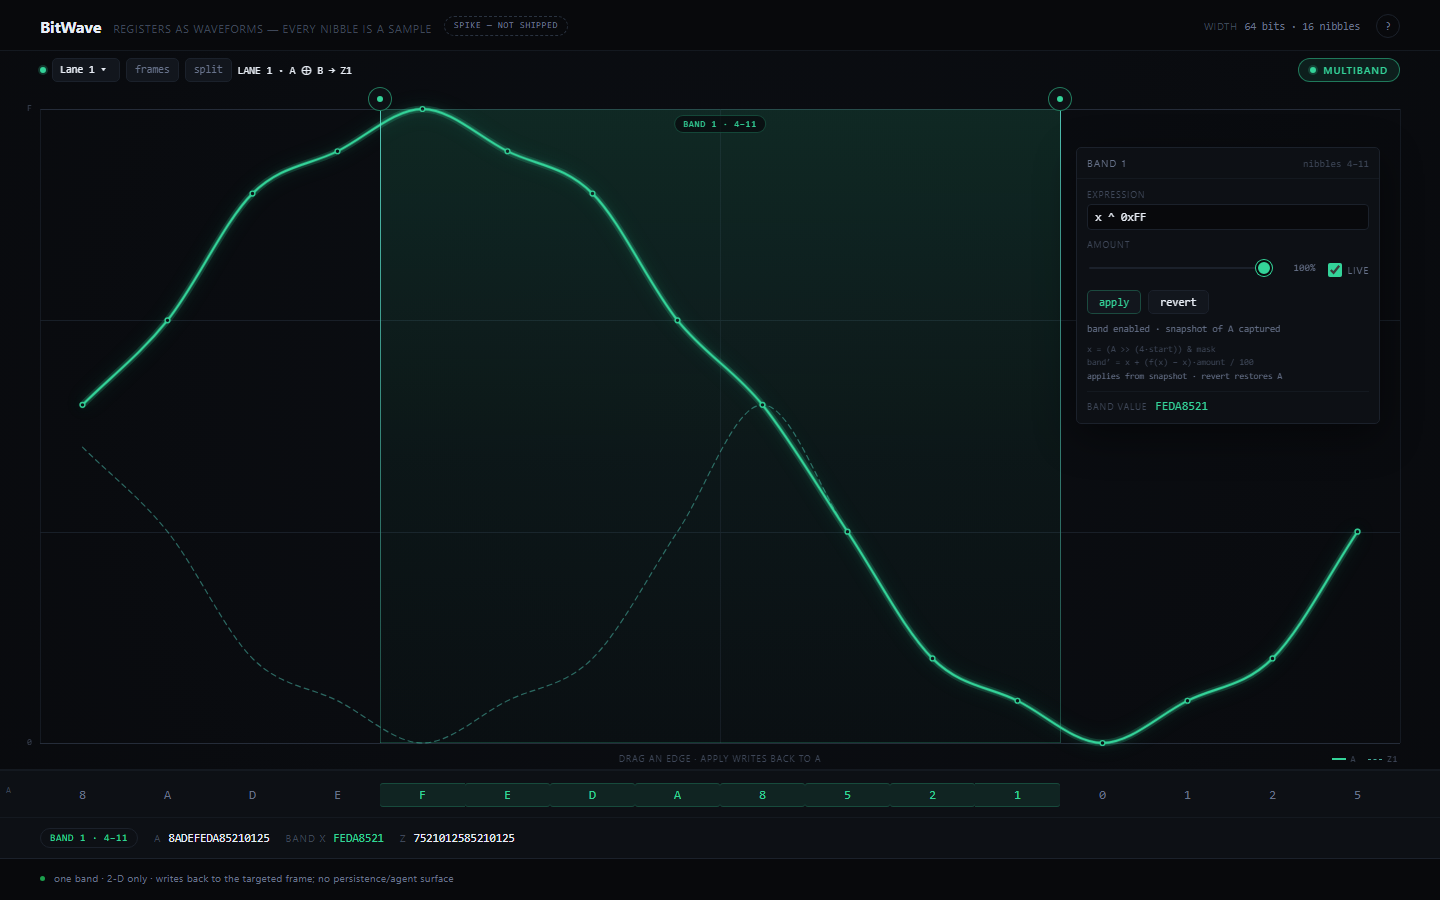 BitWave REGISTERS AS WAVEFORMS — EVERY NIBBLE IS A SAMPLE SPIKE — NOT SHIPPED WIDTH 64 bits · 16 nibbles ?
Lane 1 ▾ frames split LANE 1 · A ⊕ B → Z1 MULTIBAND
F
BAND 1 · 4–11
BAND 1 nibbles 4–11
EXPRESSION
x ^ 0xFF
AMOUNT
100% LIVE
apply revert
band enabled · snapshot of A captured
x = (A >> (4·start)) & mask
band' = x + (f(x) − x)·amount / 100
applies from snapshot · revert restores A
BAND VALUE FEDA8521
0
DRAG AN EDGE · APPLY WRITES BACK TO A
A Z1
A 8 A D E F E D A 8 5 2 1 0 1 2 5
BAND 1 · 4–11 A 8ADEFEDA85210125 BAND X FEDA8521 Z 7521012585210125
one band · 2-D only · writes back to the targeted frame; no persistence/agent surface